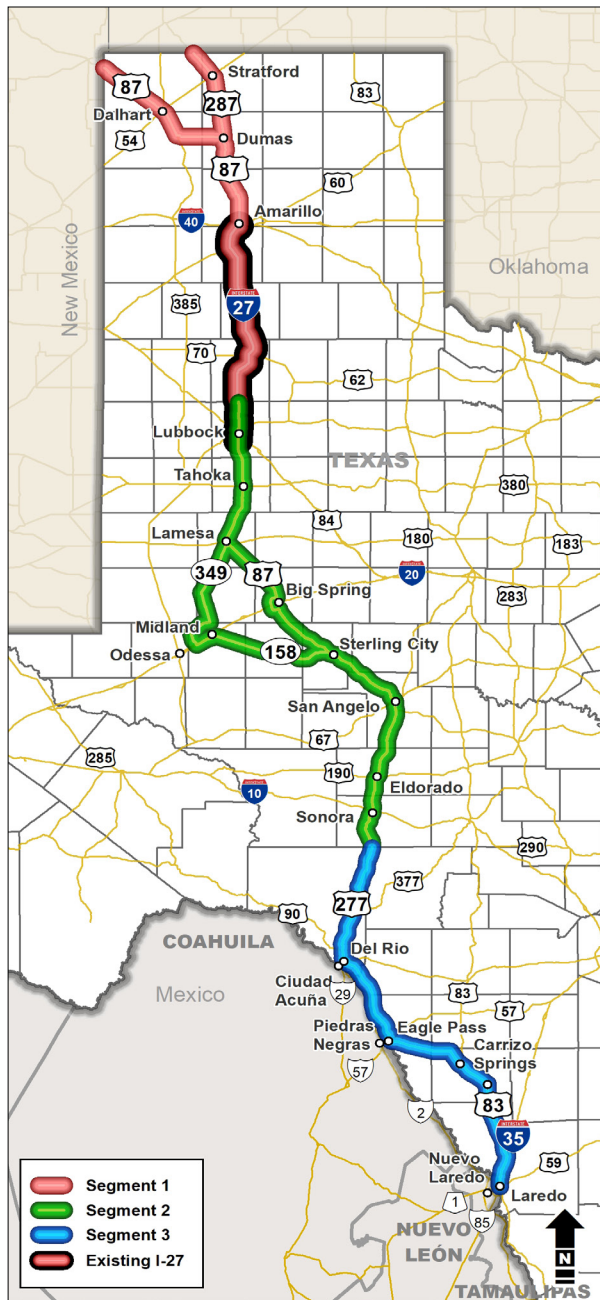 Stratford
87
287
83
Dalhart
54
Dumas
87
60
Amarillo
40
New Mexico
Oklahoma
385
INTERSTATE
27
70
62
Lubbock
TEXAS
Tahoka
380
84
Lamesa
180
183
349
87
20
Big Spring
283
Midland
Odessa
158
Sterling City
San Angelo
67
285
190
Eldorado
10
Sonora
290
377
277
90
COAHUILA
Del Rio
Mexico
Ciudad
Acuña
29
83
57
Piedras
Negras
Eagle Pass
57
Carrizo
Springs
2
83
INTERSTATE
35
Nuevo
Laredo
59
Laredo
1
85
NUEVO
LEÓN
TAMAULIPAS
Segment 1
Segment 2
Segment 3
Existing I-27
N